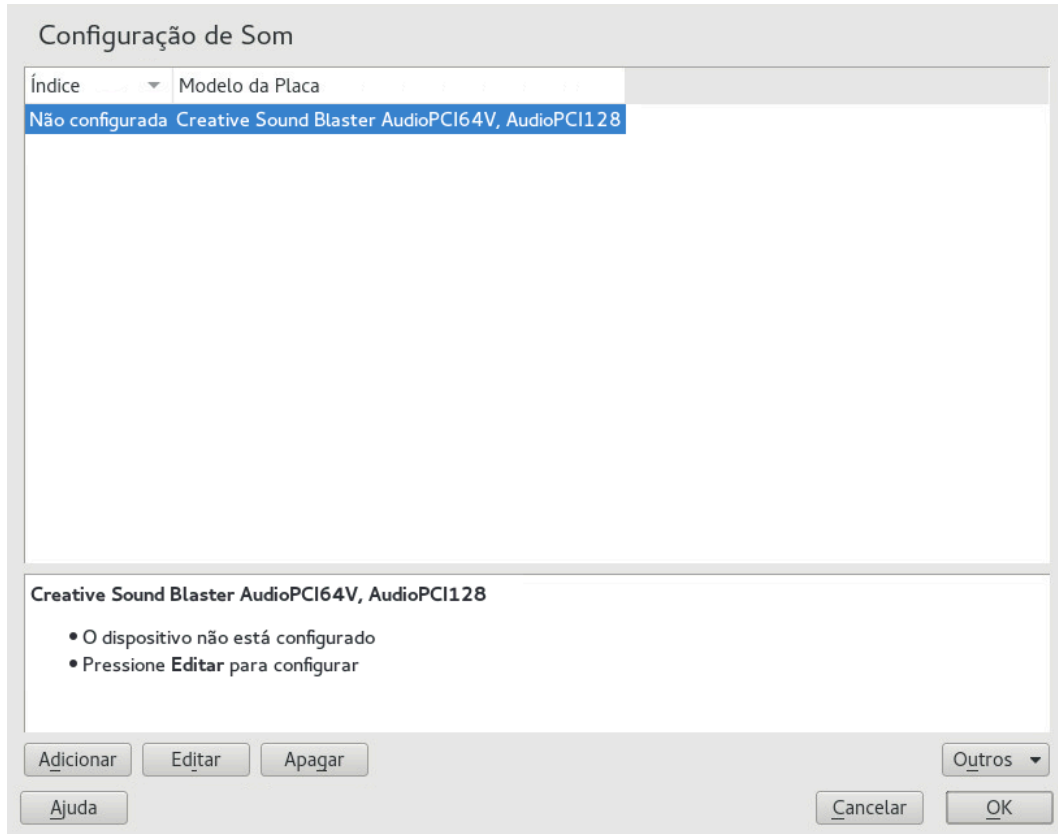 Configuração de Som
Índice Modelo da Placa
Não configurada Creative Sound Blaster AudioPCI64V, AudioPCI128
Creative Sound Blaster AudioPCI64V, AudioPCI128
• O dispositivo não está configurado
• Pressione Editar para configurar
Adicionar Editar Apagar Outros
Ajuda Cancelar OK